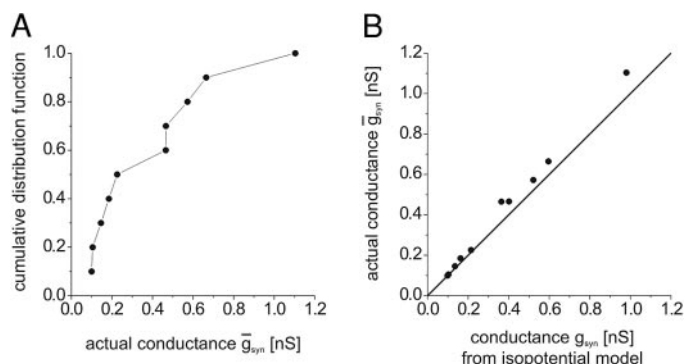 A
cumulative distribution function
1.0
0.8
0.6
0.4
0.2
0.0
0.0 0.2 0.4 0.6 0.8 1.0 1.2
actual conductance g̅syn [nS]
B
actual conductance g̅syn [nS]
1.2
1.0
0.8
0.6
0.4
0.2
0.0
0.0 0.2 0.4 0.6 0.8 1.0 1.2
conductance gsyn [nS]
from isopotential model